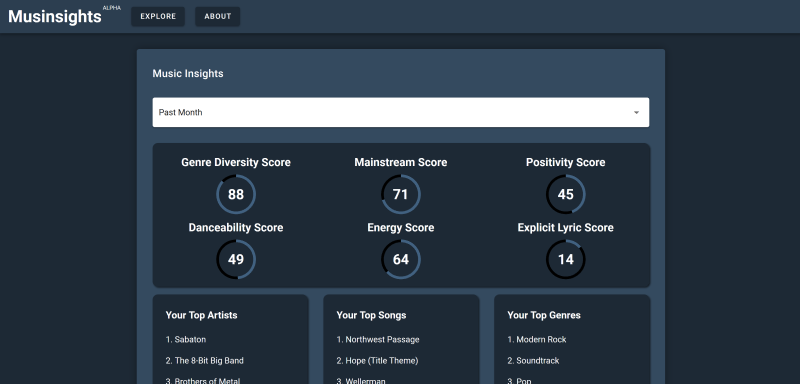 Musinsights ALPHA EXPLORE ABOUT
Music Insights
Past Month
Genre Diversity Score Mainstream Score Positivity Score
88 71 45
Danceability Score Energy Score Explicit Lyric Score
49 64 14
Your Top Artists
1. Sabaton
2. The 8-Bit Big Band
3. Brothers of Metal
Your Top Songs
1. Northwest Passage
2. Hope (Title Theme)
3. Wellerman
Your Top Genres
1. Modern Rock
2. Soundtrack
3. Pop